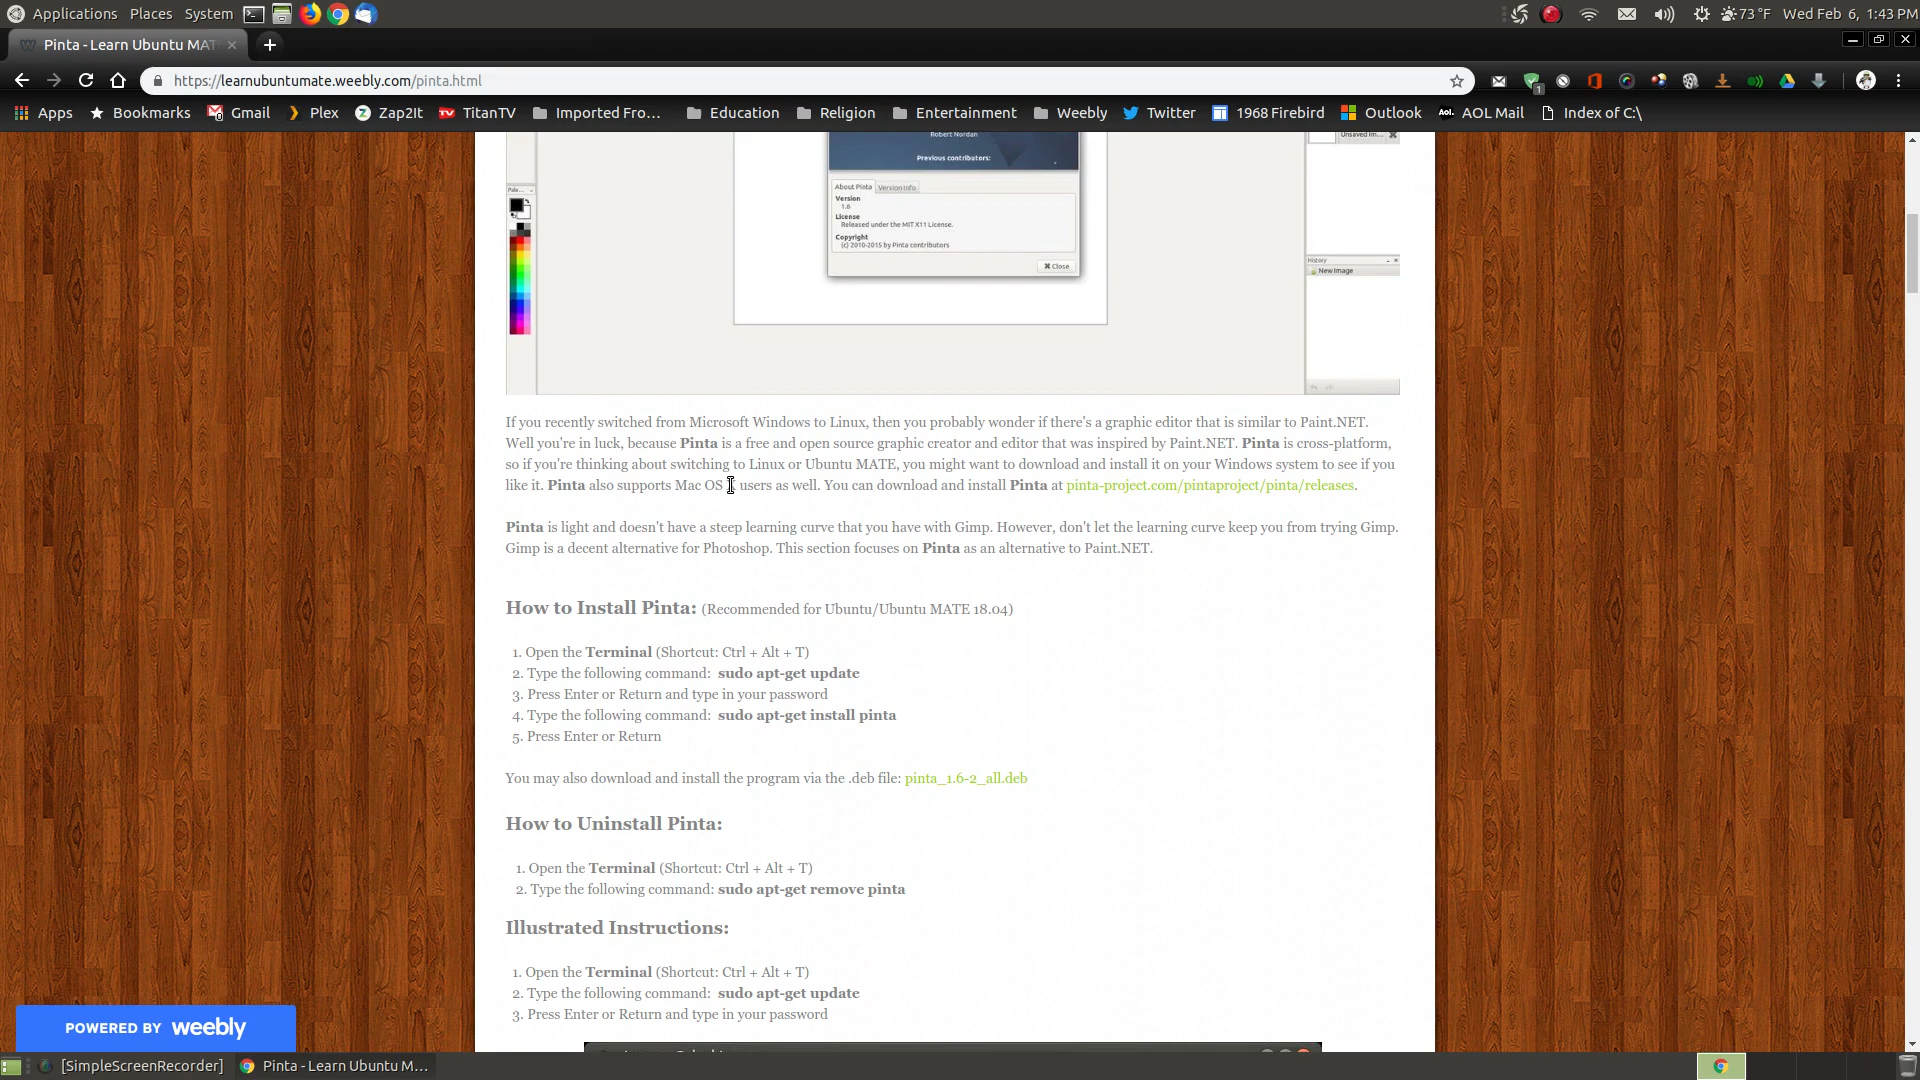 Applications Places System 73 °F Wed Feb 6, 1:43 PM
Pinta - Learn Ubuntu MAT
https://learnubuntumate.weebly.com/pinta.html
1
Apps Bookmarks Gmail Plex Zap2It TitanTV Imported Fro... Education Religion Entertainment Weebly Twitter 1968 Firebird Outlook AOL Mail Index of C:\
Robert Nordan
Unsaved Im...
Previous contributors:
About Pinta Version Info
Pale...
Version
1.6
License
Released under the MIT X11 License.
Copyright
(c) 2010-2015 by Pinta contributors
Close
History
New Image
If you recently switched from Microsoft Windows to Linux, then you probably wonder if there's a graphic editor that is similar to Paint.NET.
Well you're in luck, because Pinta is a free and open source graphic creator and editor that was inspired by Paint.NET. Pinta is cross-platform,
so if you're thinking about switching to Linux or Ubuntu MATE, you might want to download and install it on your Windows system to see if you
like it. Pinta also supports Mac OS users as well. You can download and install Pinta at pinta-project.com/pintaproject/pinta/releases.
Pinta is light and doesn't have a steep learning curve that you have with Gimp. However, don't let the learning curve keep you from trying Gimp.
Gimp is a decent alternative for Photoshop. This section focuses on Pinta as an alternative to Paint.NET.
How to Install Pinta: (Recommended for Ubuntu/Ubuntu MATE 18.04)
1. Open the Terminal (Shortcut: Ctrl + Alt + T)
2. Type the following command: sudo apt-get update
3. Press Enter or Return and type in your password
4. Type the following command: sudo apt-get install pinta
5. Press Enter or Return
You may also download and install the program via the .deb file: pinta_1.6-2_all.deb
How to Uninstall Pinta:
1. Open the Terminal (Shortcut: Ctrl + Alt + T)
2. Type the following command: sudo apt-get remove pinta
Illustrated Instructions:
1. Open the Terminal (Shortcut: Ctrl + Alt + T)
2. Type the following command: sudo apt-get update
3. Press Enter or Return and type in your password
POWERED BY weebly
[SimpleScreenRecorder] Pinta - Learn Ubuntu M...